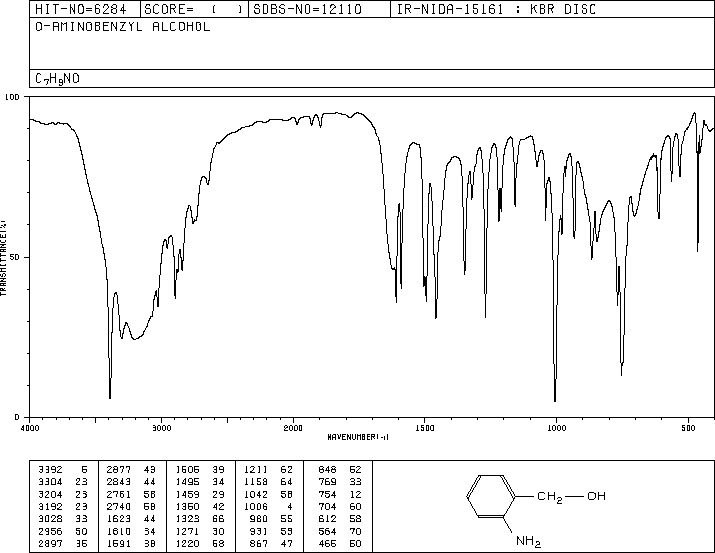 HIT-NO=6284 SCORE= ( ) SDBS-NO=12110 IR-NIDA-15161 : KBR DISC
O-AMINOBENZYL ALCOHOL
C7H9NO
100
50
0
TRANSMITTANCE(%)
4000 3000 2000 1500 1000 500
WAVENUMBER(-1)
3392 5 2877 49 1605 39 1211 62 848 52
3304 23 2843 44 1495 34 1158 64 769 33
3204 23 2761 58 1459 29 1042 58 754 12
3192 23 2740 58 1350 42 1006 4 704 60
3028 33 1623 44 1323 66 980 55 612 58
2956 50 1610 34 1271 30 931 55 564 70
2897 36 1591 38 1220 58 867 47 465 50
CH2 OH
NH2